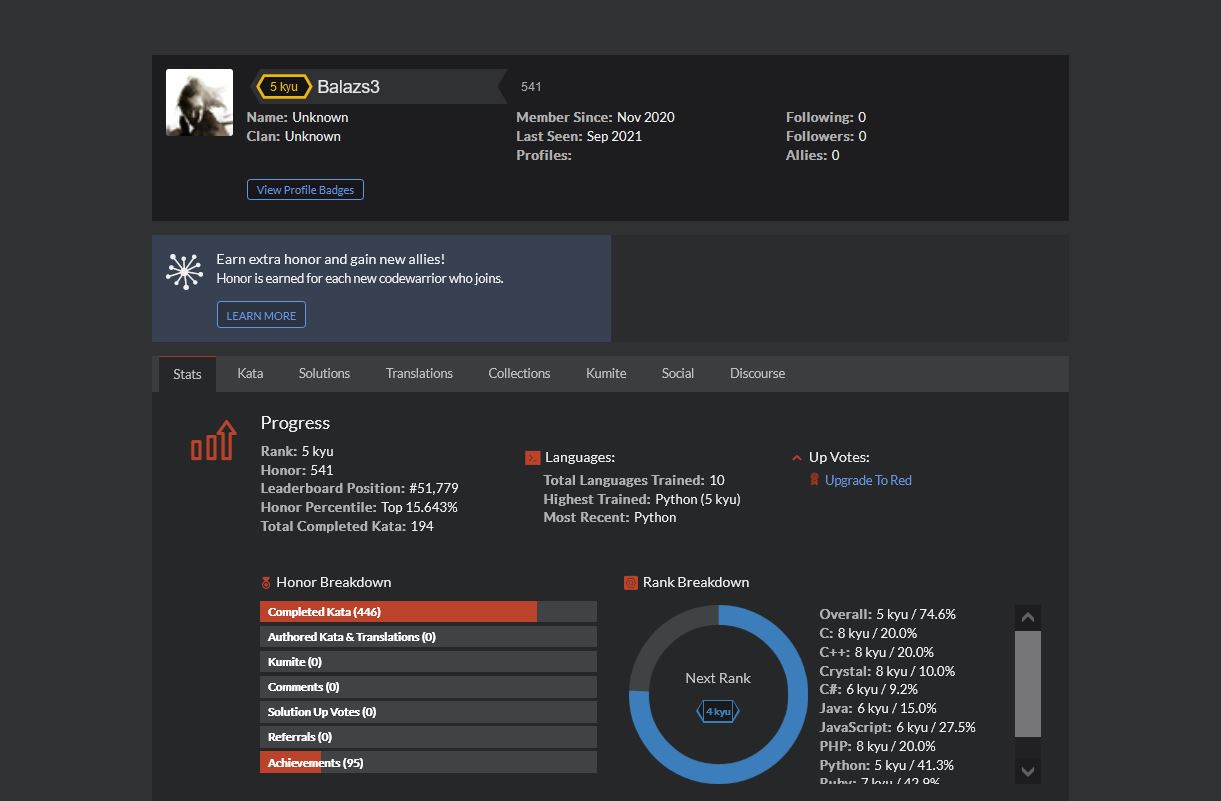 5 kyu Balazs3 541
Name: Unknown
Clan: Unknown
Member Since: Nov 2020
Last Seen: Sep 2021
Profiles:
Following: 0
Followers: 0
Allies: 0
View Profile Badges
Earn extra honor and gain new allies!
Honor is earned for each new codewarrior who joins.
LEARN MORE
Stats Kata Solutions Translations Collections Kumite Social Discourse
Progress
Rank: 5 kyu
Honor: 541
Leaderboard Position: #51,779
Honor Percentile: Top 15.643%
Total Completed Kata: 194
Languages:
Total Languages Trained: 10
Highest Trained: Python (5 kyu)
Most Recent: Python
Up Votes:
Upgrade To Red
Honor Breakdown
Completed Kata (446)
Authored Kata & Translations (0)
Kumite (0)
Comments (0)
Solution Up Votes (0)
Referrals (0)
Achievements (95)
Rank Breakdown
Next Rank
4 kyu
Overall: 5 kyu / 74.6%
C: 8 kyu / 20.0%
C++: 8 kyu / 20.0%
Crystal: 8 kyu / 10.0%
C#: 6 kyu / 9.2%
Java: 6 kyu / 15.0%
JavaScript: 6 kyu / 27.5%
PHP: 8 kyu / 20.0%
Python: 5 kyu / 41.3%
Ruby: 7 kyu / 42.9%